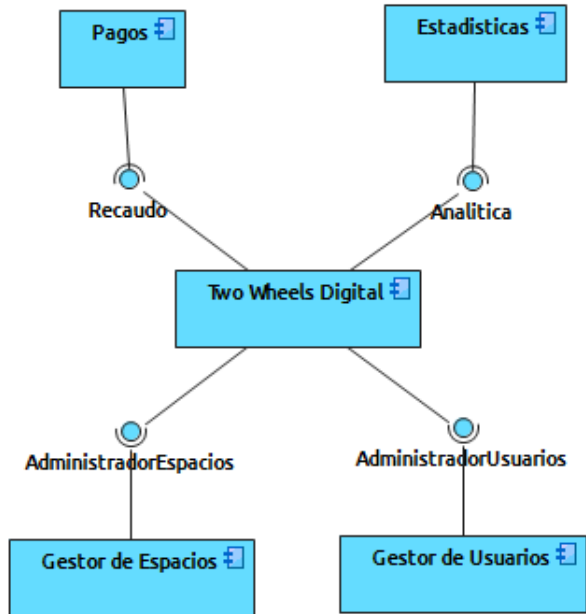 Pagos
Estadisticas
Recaudo
Analitica
Two Wheels Digital
AdministradorEspacios
AdministradorUsuarios
Gestor de Espacios
Gestor de Usuarios